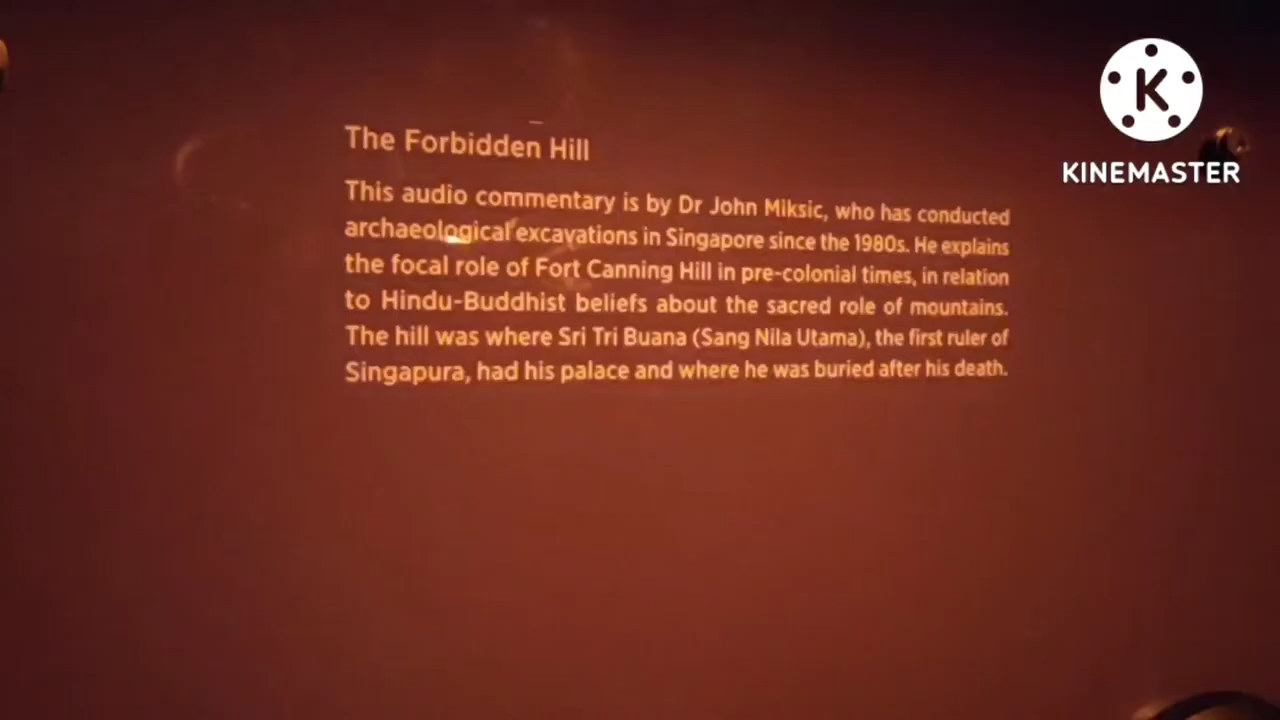 The Forbidden Hill
This audio commentary is by Dr John Miksic, who has conducted
archaeological excavations in Singapore since the 1980s. He explains
the focal role of Fort Canning Hill in pre-colonial times, in relation
to Hindu-Buddhist beliefs about the sacred role of mountains.
The hill was where Sri Tri Buana (Sang Nila Utama), the first ruler of
Singapura, had his palace and where he was buried after his death.
K
KINEMASTER